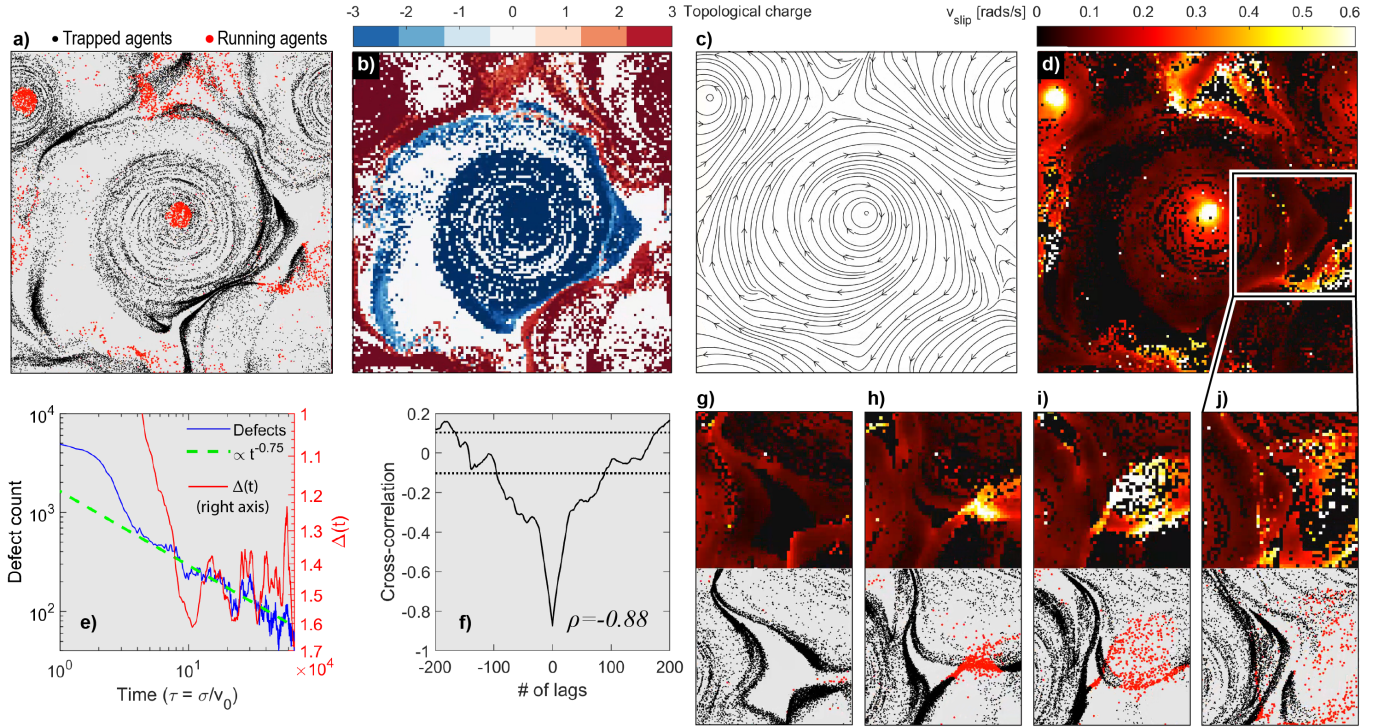 -3 -2 -1 0 1 2 3 Topological charge
v_slip [rads/s] 0 0.1 0.2 0.3 0.4 0.5 0.6
a) • Trapped agents • Running agents
b)
c)
d)
10^4
10^3
10^2
Defect count
Defects
∝ t^-0.75
Δ(t)
(right axis)
e)
10^0 10^1
Time (τ = σ/v_0)
1
1.1
1.2
1.3
1.4
1.5
1.6
1.7
×10^4
Δ(t)
0.2
0
-0.2
-0.4
-0.6
-0.8
-1
Cross-correlation
f)
ρ=-0.88
-200 -100 0 100 200
# of lags
g)
h)
i)
j)